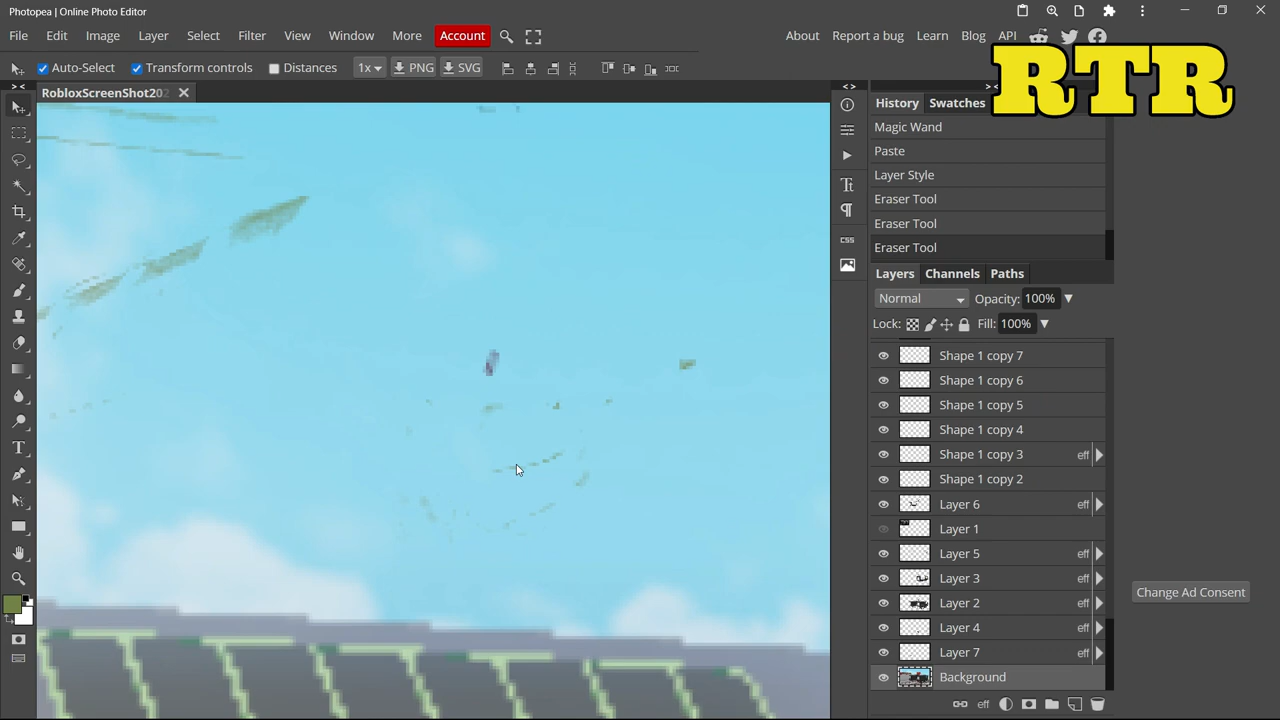 Photopea | Online Photo Editor
File Edit Image Layer Select Filter View Window More Account About Report a bug Learn Blog API
Auto-Select Transform controls Distances 1x PNG SVG
RTR
RobloxScreenShot202
History Swatches
Magic Wand
Paste
Layer Style
Eraser Tool
Eraser Tool
Eraser Tool
Layers Channels Paths
Normal Opacity: 100%
Lock: Fill: 100%
Shape 1 copy 7
Shape 1 copy 6
Shape 1 copy 5
Shape 1 copy 4
Shape 1 copy 3 eff
Shape 1 copy 2
Layer 6 eff
Layer 1
Layer 5 eff
Layer 3 eff
Layer 2 eff
Layer 4 eff
Layer 7 eff
Background
eff
CSS
Change Ad Consent